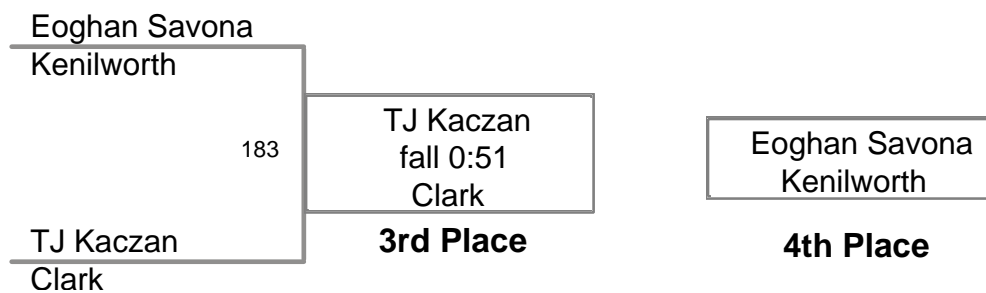 Eoghan Savona
Kenilworth
183
TJ Kaczan
Clark
TJ Kaczan
fall 0:51
Clark
3rd Place
Eoghan Savona
Kenilworth
4th Place